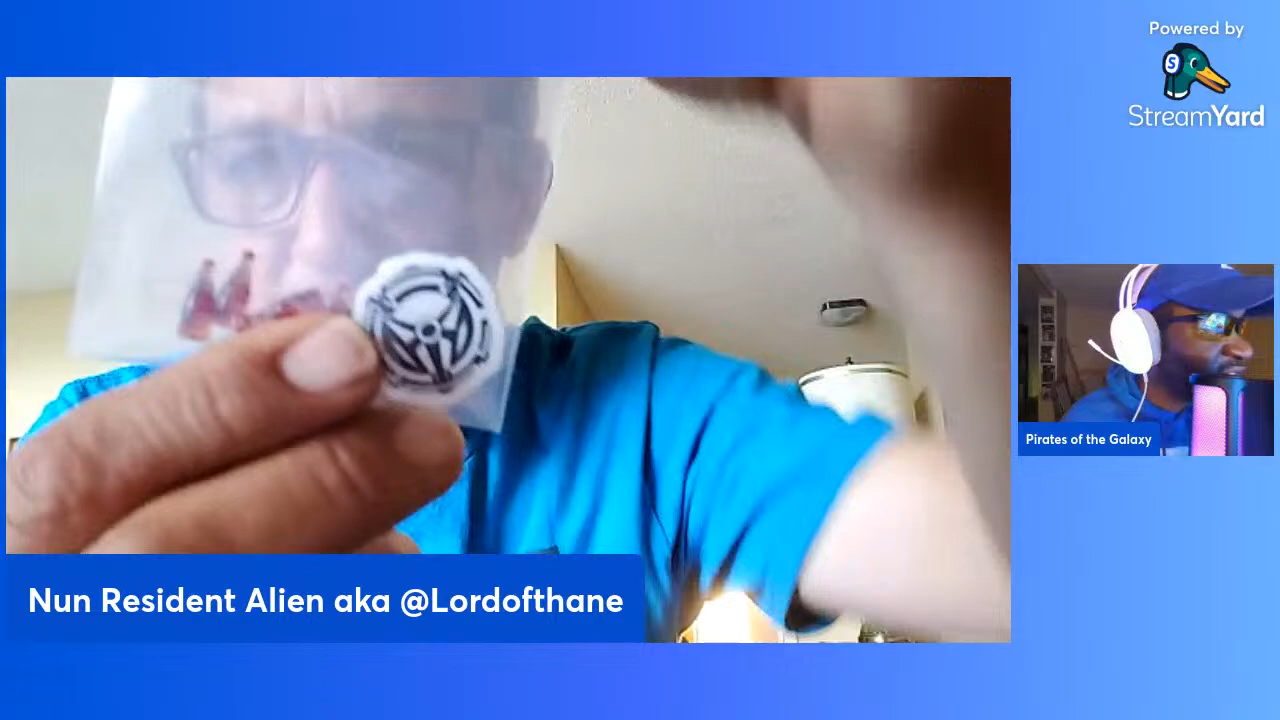 Powered by
S
StreamYard
Pirates of the Galaxy
Nun Resident Alien aka @Lordofthane